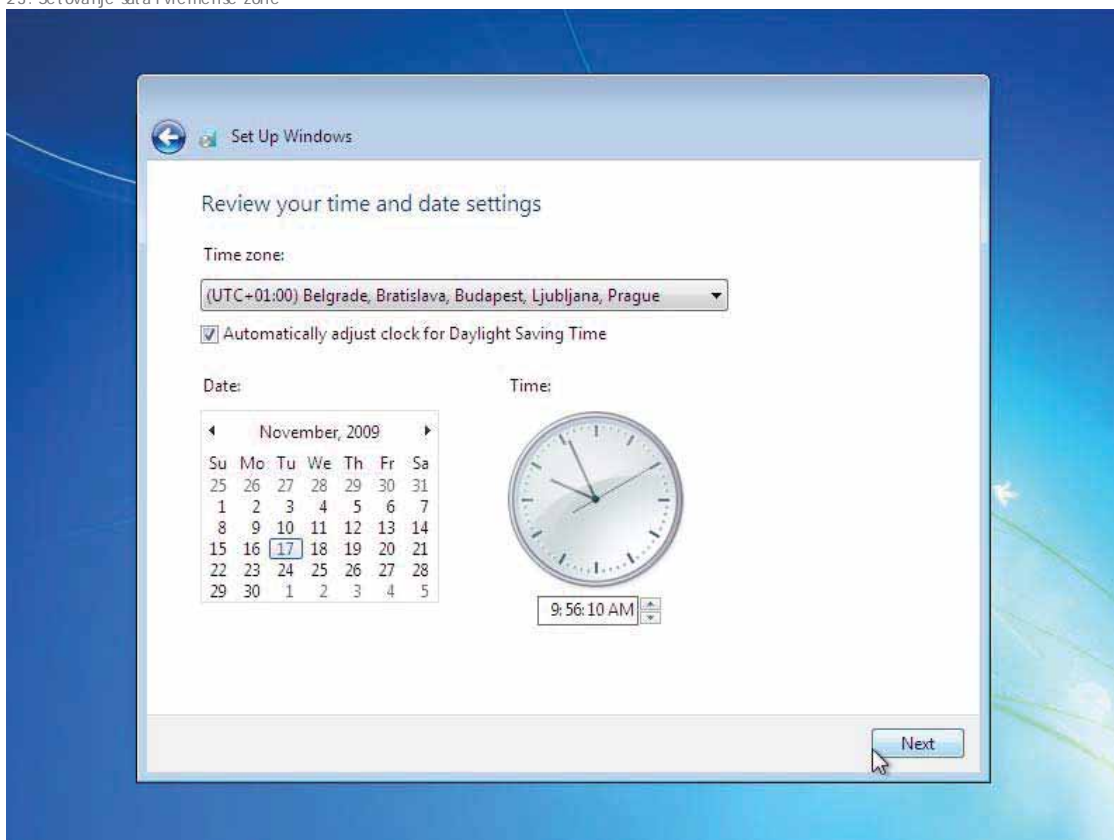 Set Up Windows
Review your time and date settings
Time zone:
(UTC+01:00) Belgrade, Bratislava, Budapest, Ljubljana, Prague
Automatically adjust clock for Daylight Saving Time
Date:
Time:
November, 2009
Su Mo Tu We Th Fr Sa
25 26 27 28 29 30 31
1 2 3 4 5 6 7
8 9 10 11 12 13 14
15 16 17 18 19 20 21
22 23 24 25 26 27 28
29 30 1 2 3 4 5
9:56:10 AM
Next